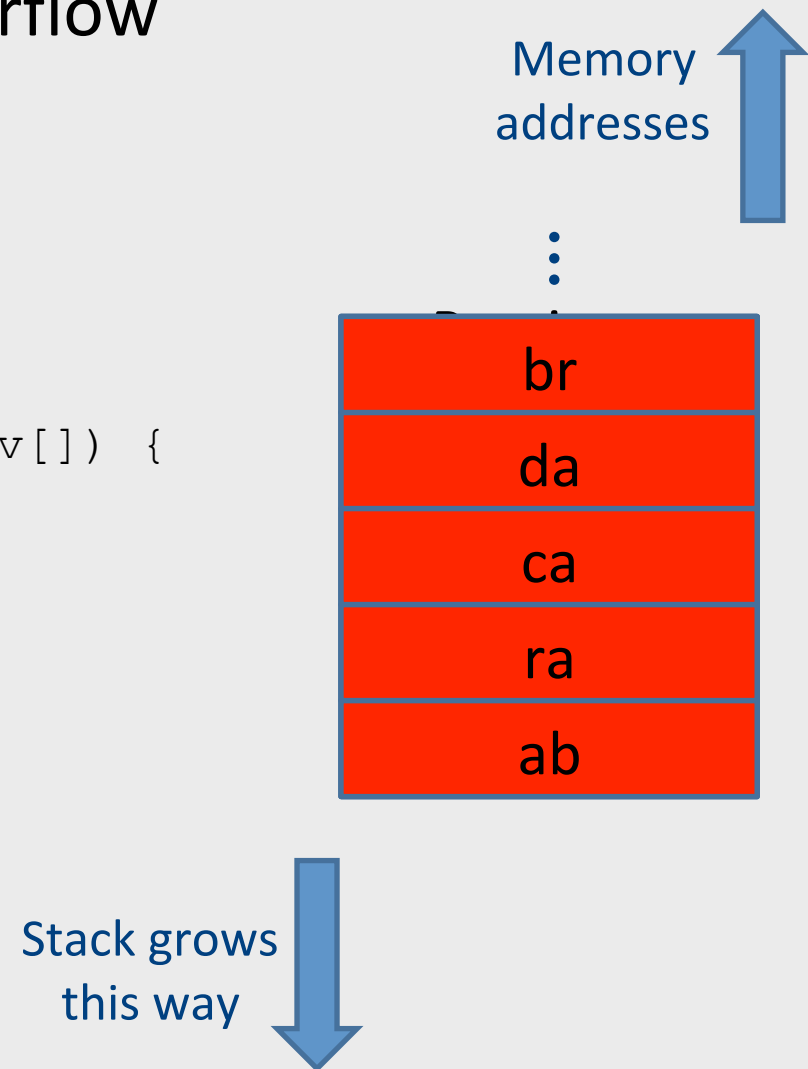 rflow
Memory
addresses
v[]) {
br
da
ca
ra
ab
Stack grows
this way